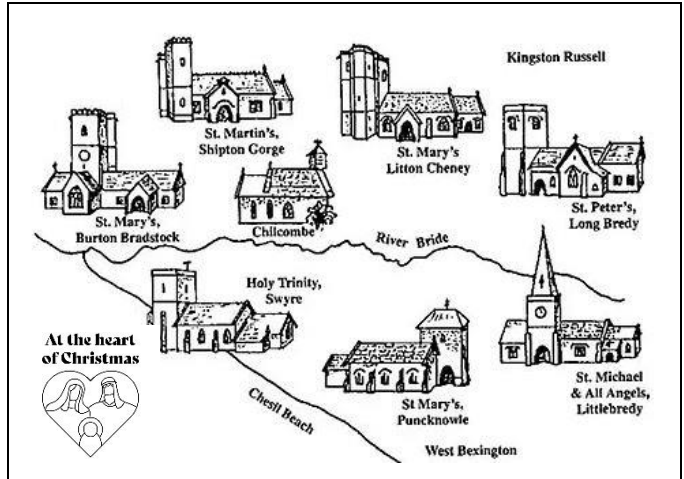 Kingston Russell
St. Martin's,
Shipton Gorge
St. Mary's
Litton Cheney
St. Peter's,
Long Bredy
St. Mary's,
Burton Bradstock
Chilcombe
River Bride
Holy Trinity,
Swyre
At the heart
of Christmas
St. Michael
& All Angels,
Littlebredy
St Mary's,
Puncknowle
Chesil Beach
West Bexington